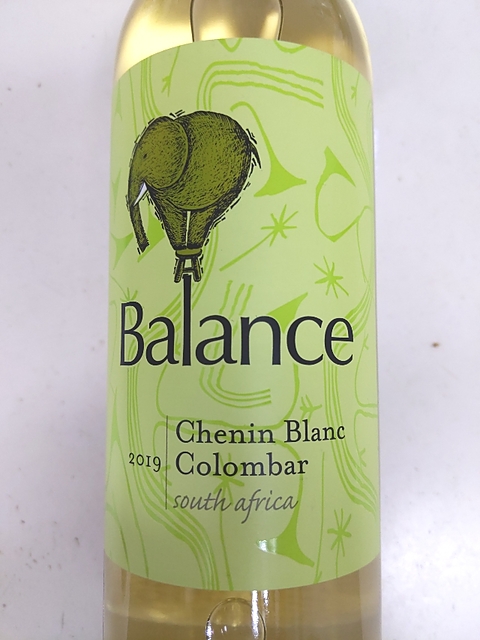 Balance
2019
Chenin Blanc
Colombar
south africa